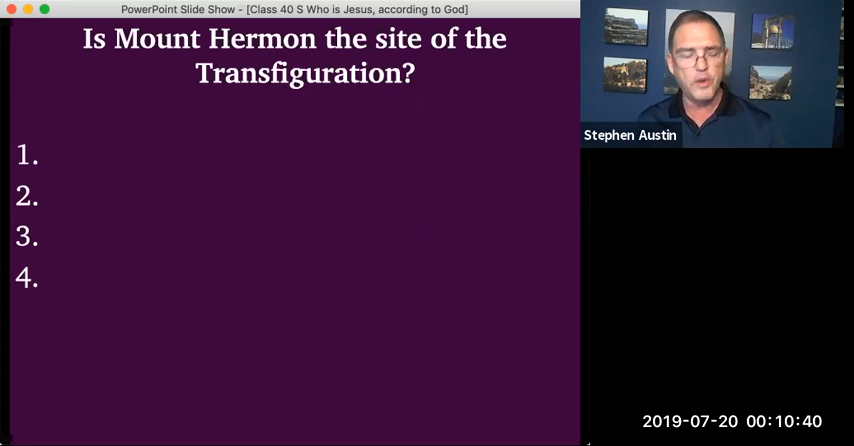 PowerPoint Slide Show - [Class 40 S Who is Jesus, according to God]
Is Mount Hermon the site of the
Transfiguration?
1.
2.
3.
4.
Stephen Austin
2019-07-20 00:10:40